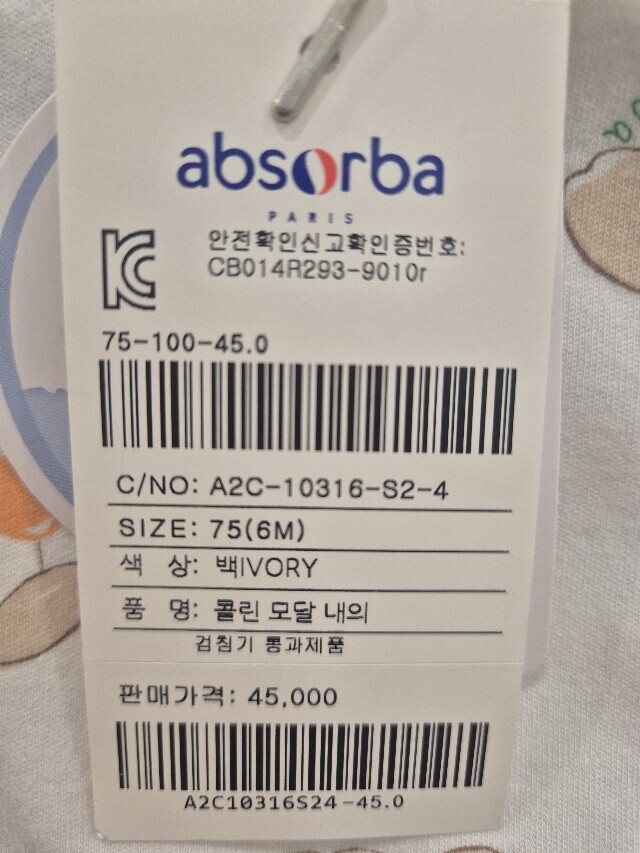 absorba
PARIS
안전확인신고확인증번호:
CB014R293-9010r
75-100-45.0
C/NO: A2C-10316-S2-4
SIZE: 75(6M)
색 상: 백IVORY
품 명: 콜린 모달 내의
검침기 통과제품
판매가격: 45,000
A2C10316S24-45.0